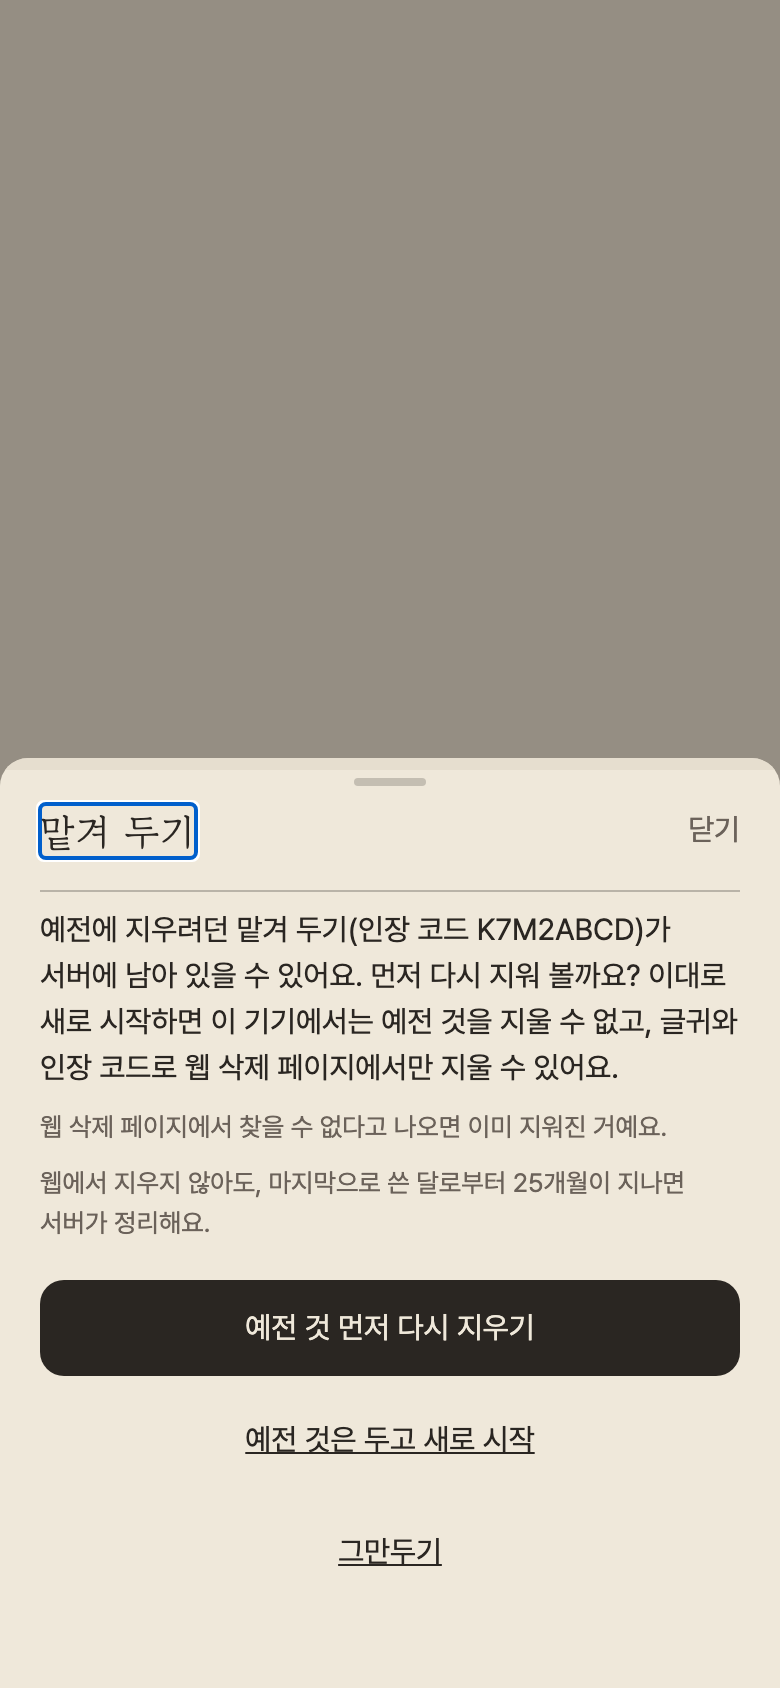 맡겨 두기
닫기
예전에 지우려던 맡겨 두기(인장 코드 K7M2ABCD)가
서버에 남아 있을 수 있어요. 먼저 다시 지워 볼까요? 이대로
새로 시작하면 이 기기에서는 예전 것을 지울 수 없고, 글귀와
인장 코드로 웹 삭제 페이지에서만 지울 수 있어요.
웹 삭제 페이지에서 찾을 수 없다고 나오면 이미 지워진 거예요.
웹에서 지우지 않아도, 마지막으로 쓴 달로부터 25개월이 지나면
서버가 정리해요.
예전 것 먼저 다시 지우기
예전 것은 두고 새로 시작
그만두기